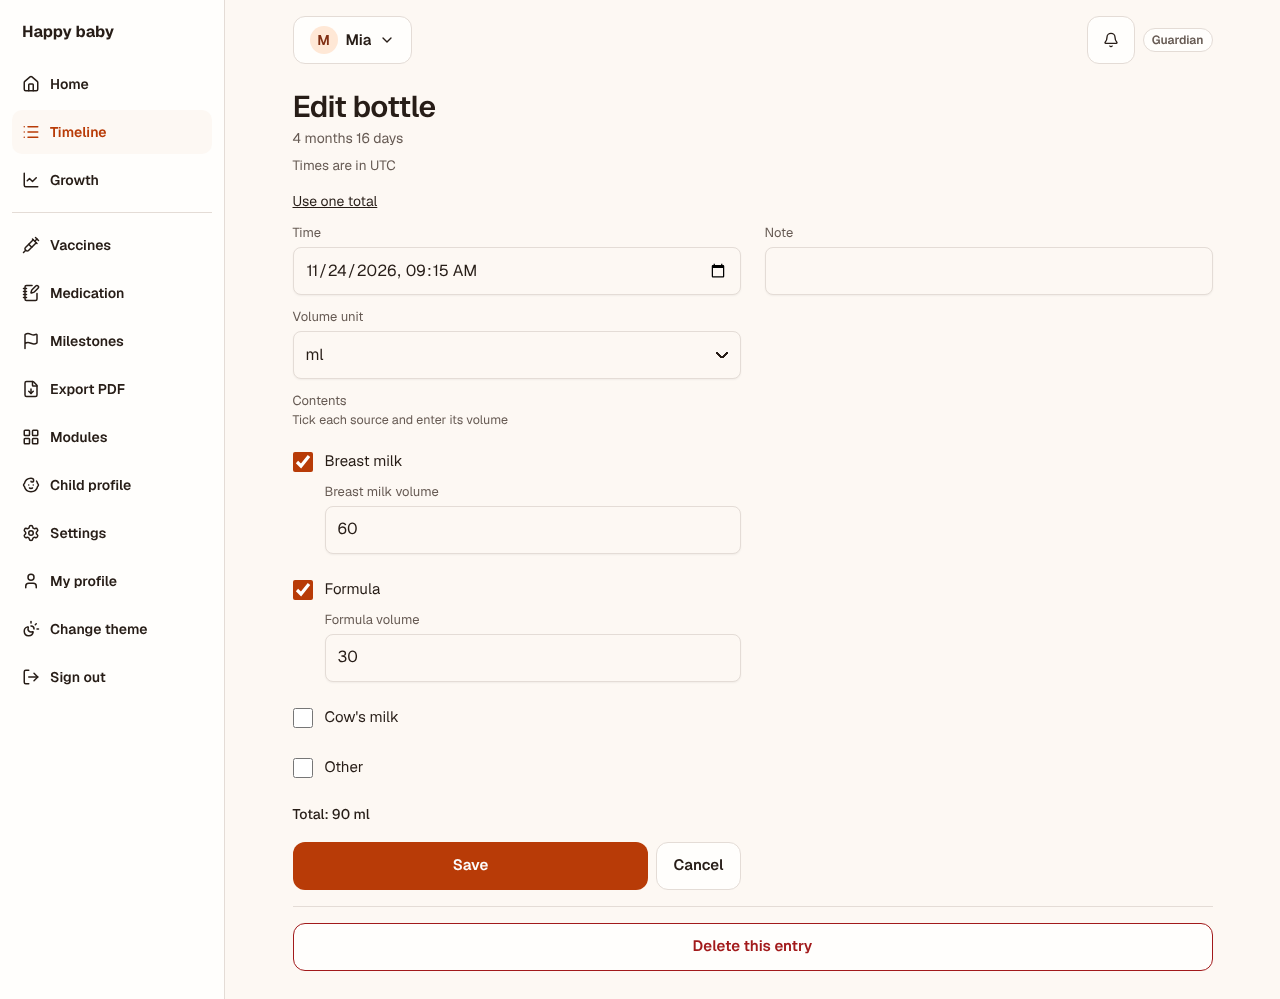 Happy baby
Home
Timeline
Growth
Vaccines
Medication
Milestones
Export PDF
Modules
Child profile
Settings
My profile
Change theme
Sign out
M Mia
Guardian
Edit bottle
4 months 16 days
Times are in UTC
Use one total
Time
11/24/2026, 09:15 AM
Note
Volume unit
ml
Contents
Tick each source and enter its volume
Breast milk
Breast milk volume
60
Formula
Formula volume
30
Cow's milk
Other
Total: 90 ml
Save
Cancel
Delete this entry